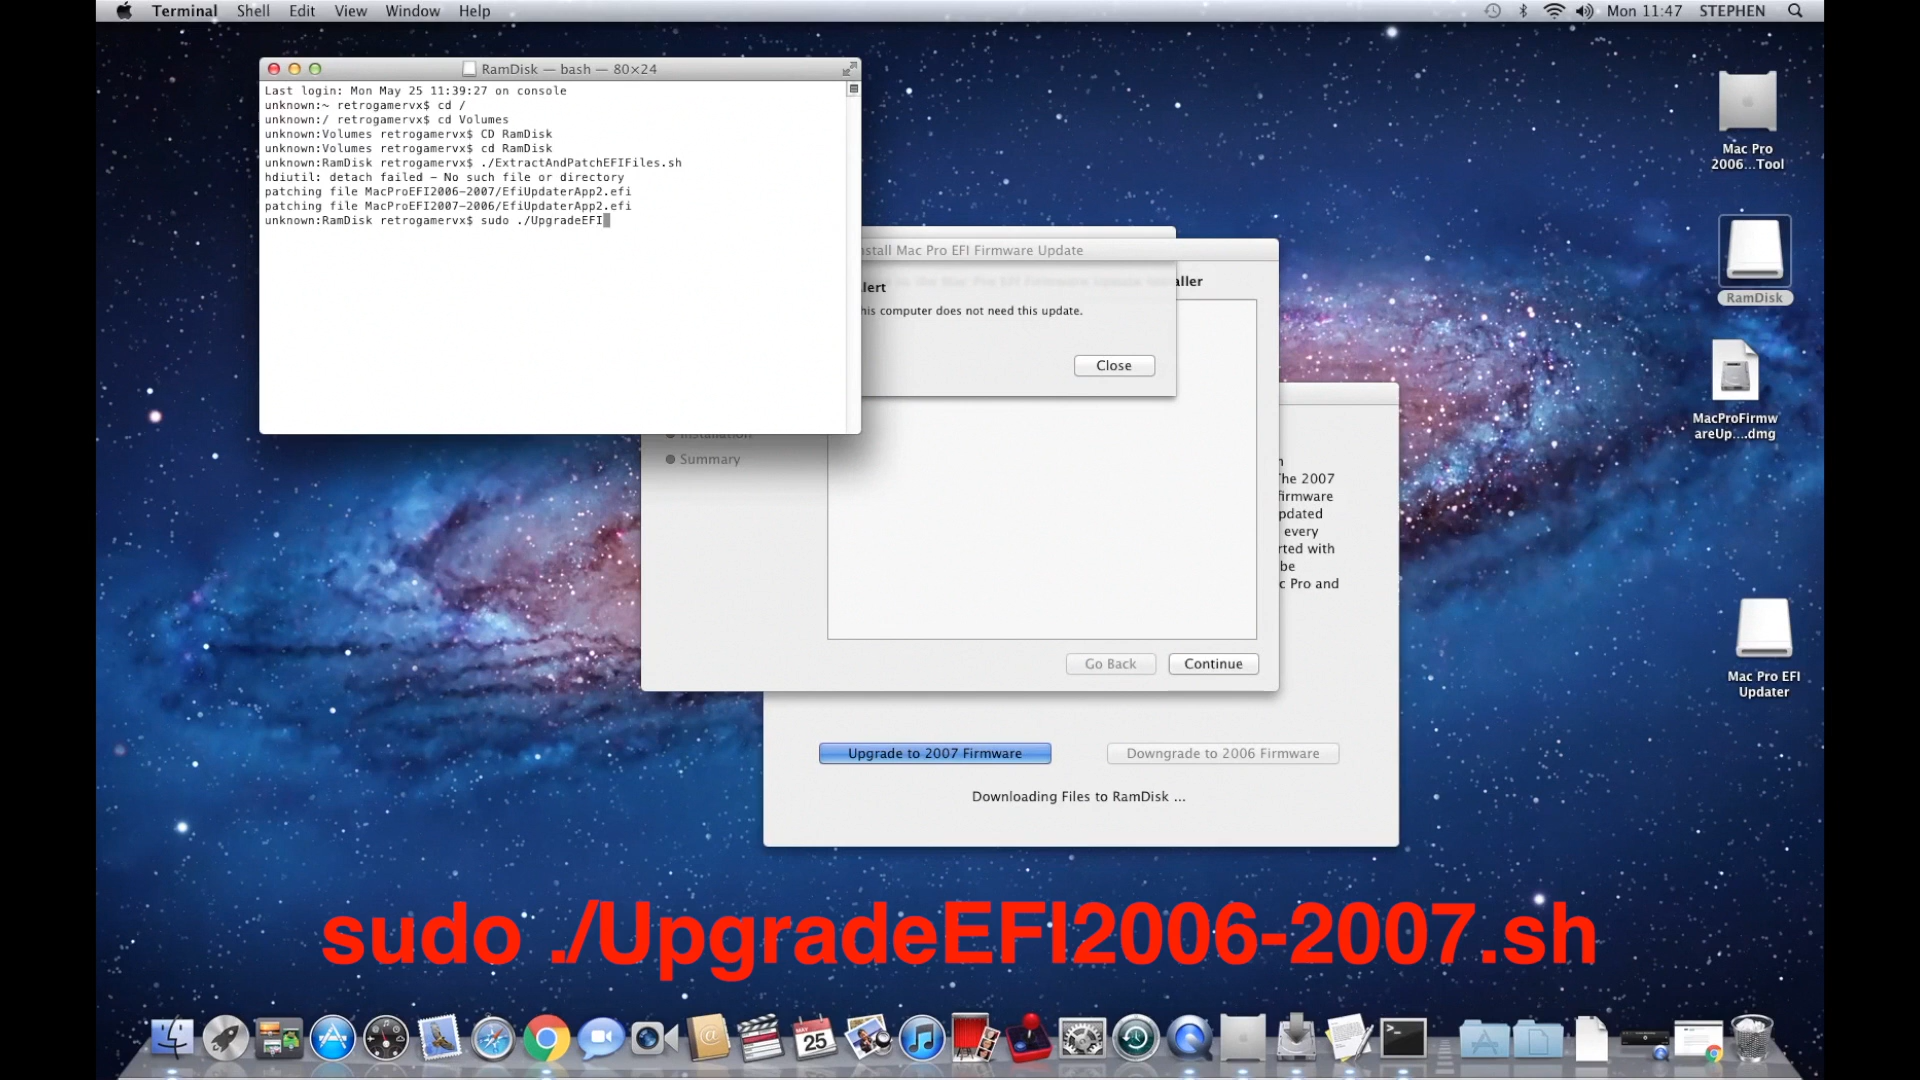 Terminal Shell Edit View Window Help
Mon 11:47 STEPHEN
RamDisk — bash — 80×24
Last login: Mon May 25 11:39:27 on console
unknown:~ retrogamervx$ cd /
unknown:/ retrogamervx$ cd Volumes
unknown:Volumes retrogamervx$ CD RamDisk
unknown:Volumes retrogamervx$ cd RamDisk
unknown:RamDisk retrogamervx$ ./ExtractAndPatchEFIFiles.sh
hdiutil: detach failed - No such file or directory
patching file MacProEFI2006-2007/EfiUpdaterApp2.efi
patching file MacProEFI2007-2006/EfiUpdaterApp2.efi
unknown:RamDisk retrogamervx$ sudo ./UpgradeEFI
stall Mac Pro EFI Firmware Update
aller
lert
his computer does not need this update.
Close
Installation
Summary
Go Back
Continue
n
The 2007
firmware
pdated
every
rted with
be
c Pro and
Upgrade to 2007 Firmware
Downgrade to 2006 Firmware
Downloading Files to RamDisk ...
Mac Pro
2006...Tool
RamDisk
MacProFirmw
areUp....dmg
Mac Pro EFI
Updater
sudo ./UpgradeEFI2006-2007.sh
MAY
25